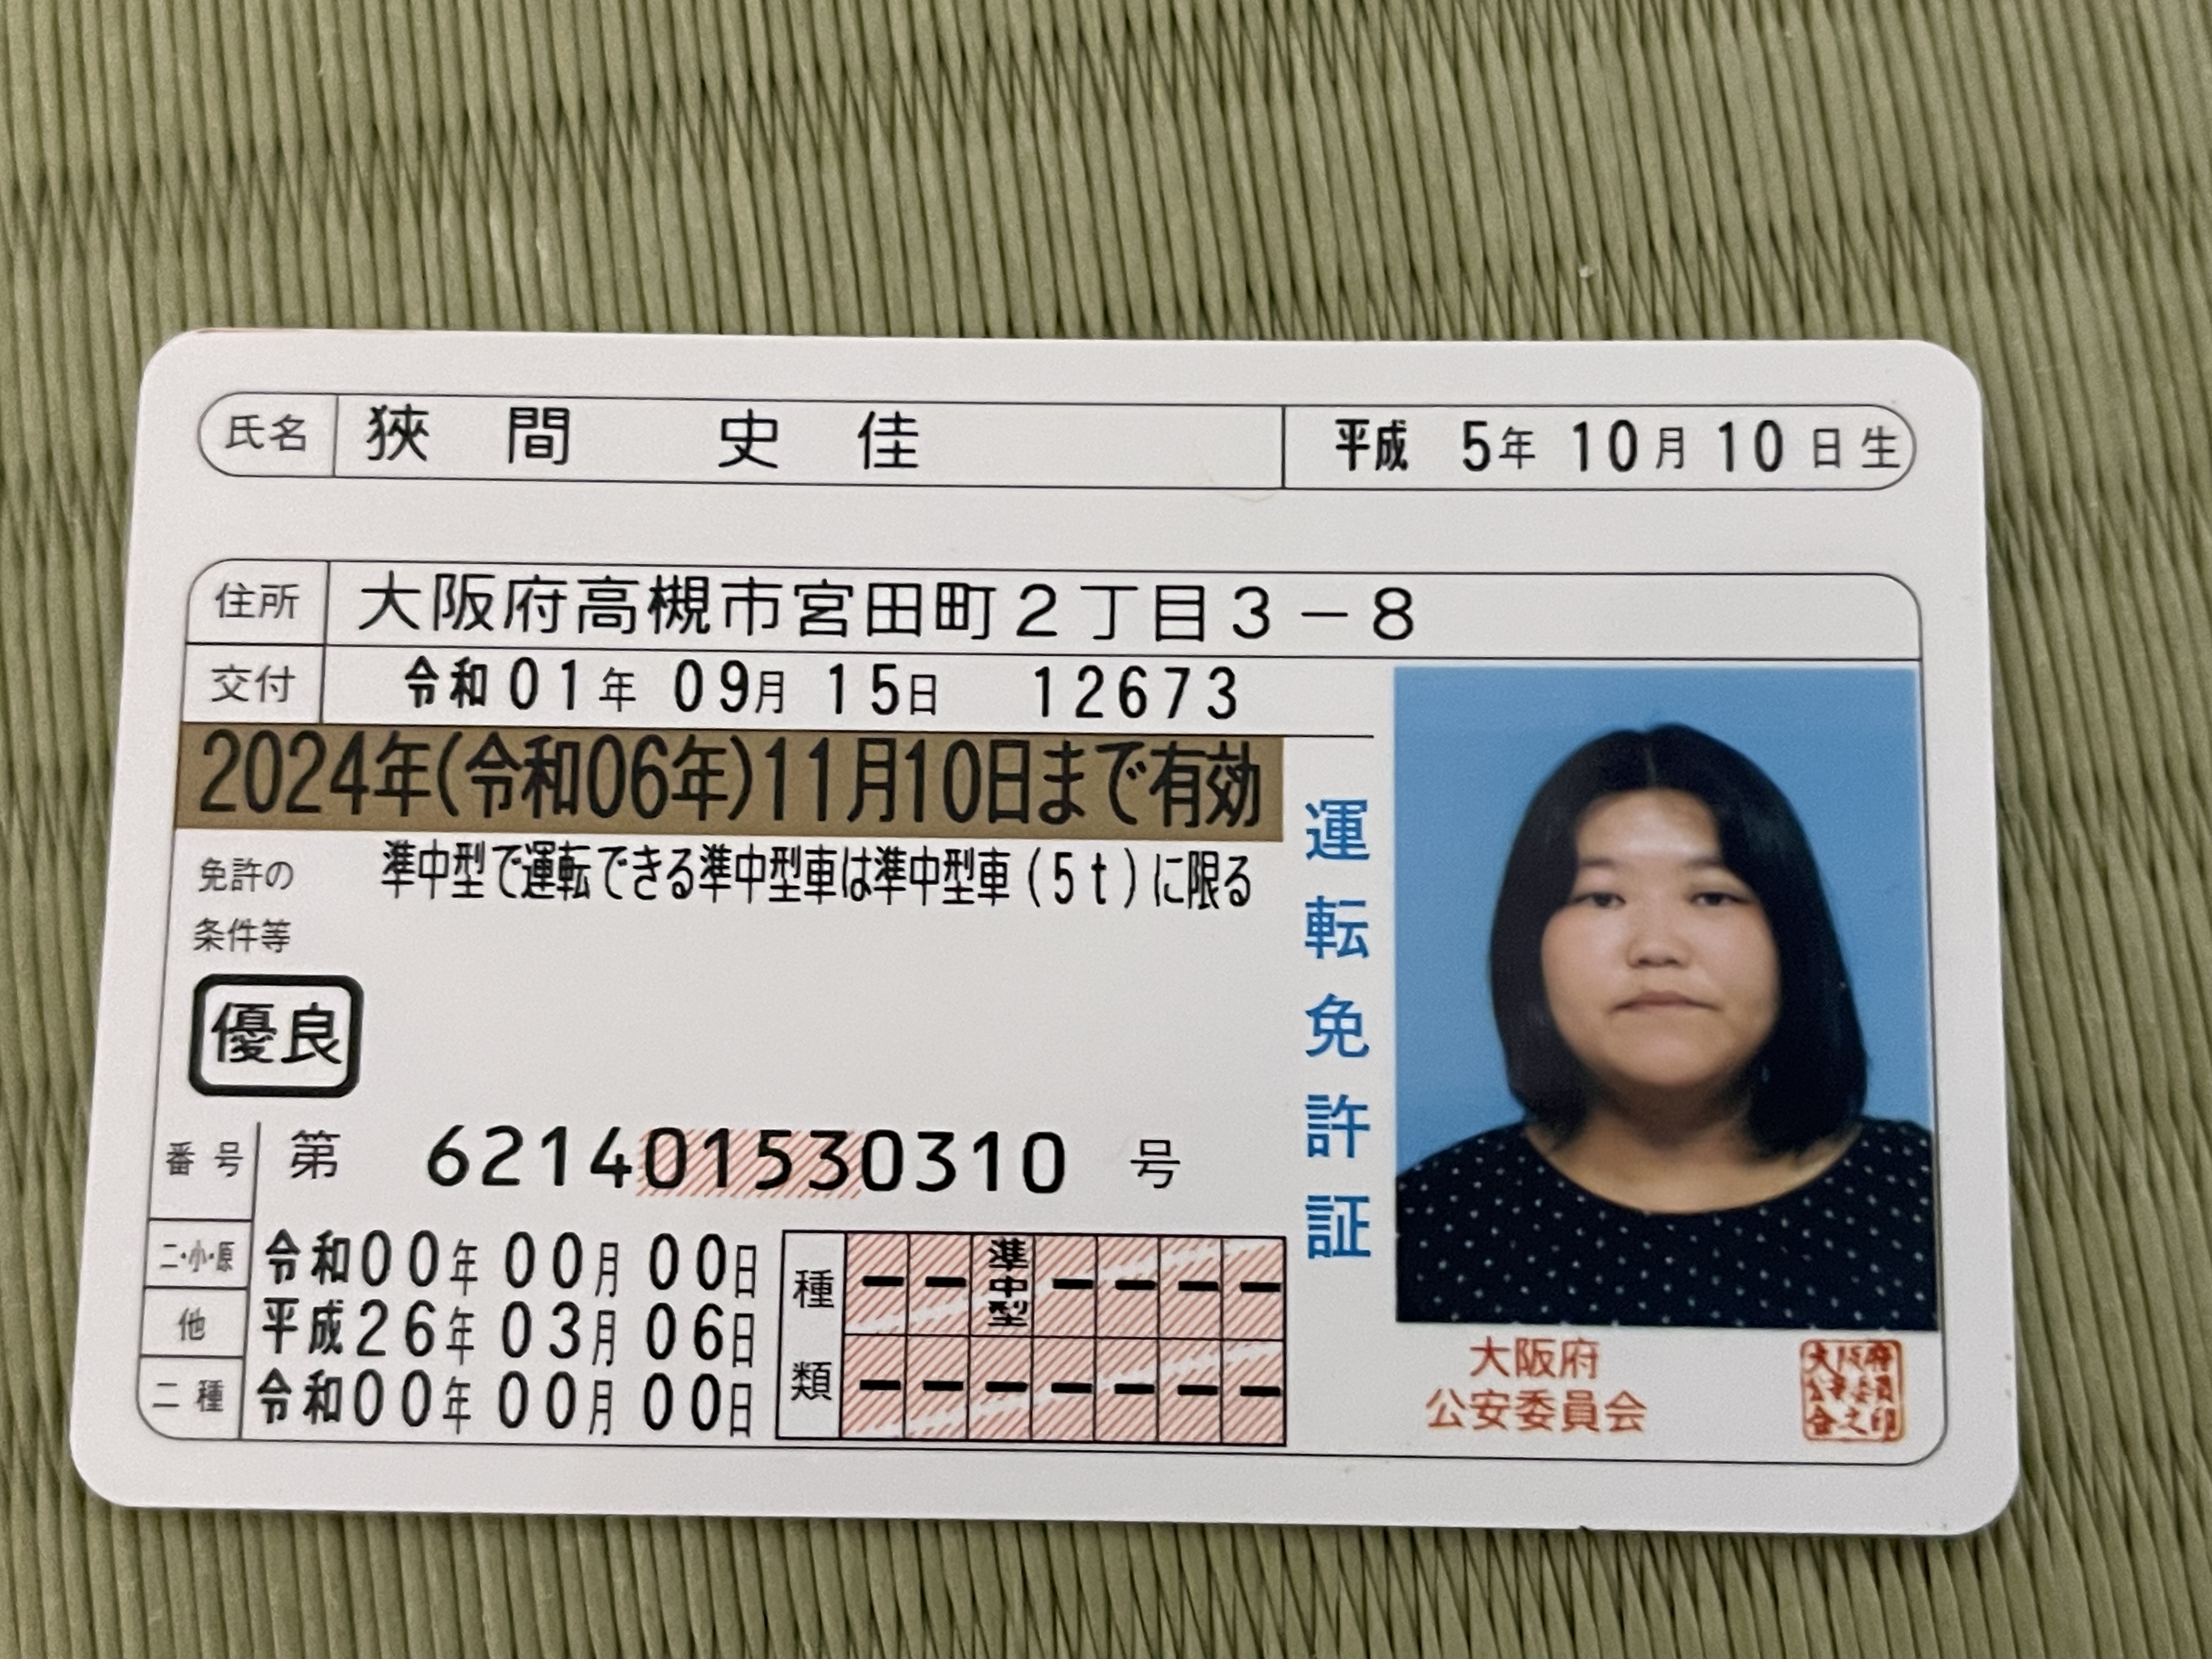 氏名 狹間 史佳 平成 5年10月10日生
住所 大阪府高槻市宮田町2丁目3-8
交付 令和01年09月15日 12673
2024年(令和06年)11月10日まで有効
免許の条件等
準中型で運転できる準中型車は準中型車(5t)に限る
優良
番号 第 621401530310 号
二・小・原 令和00年00月00日
他 平成26年03月06日
二種 令和00年00月00日
種類 準中型
運転免許証
大阪府
公安委員会